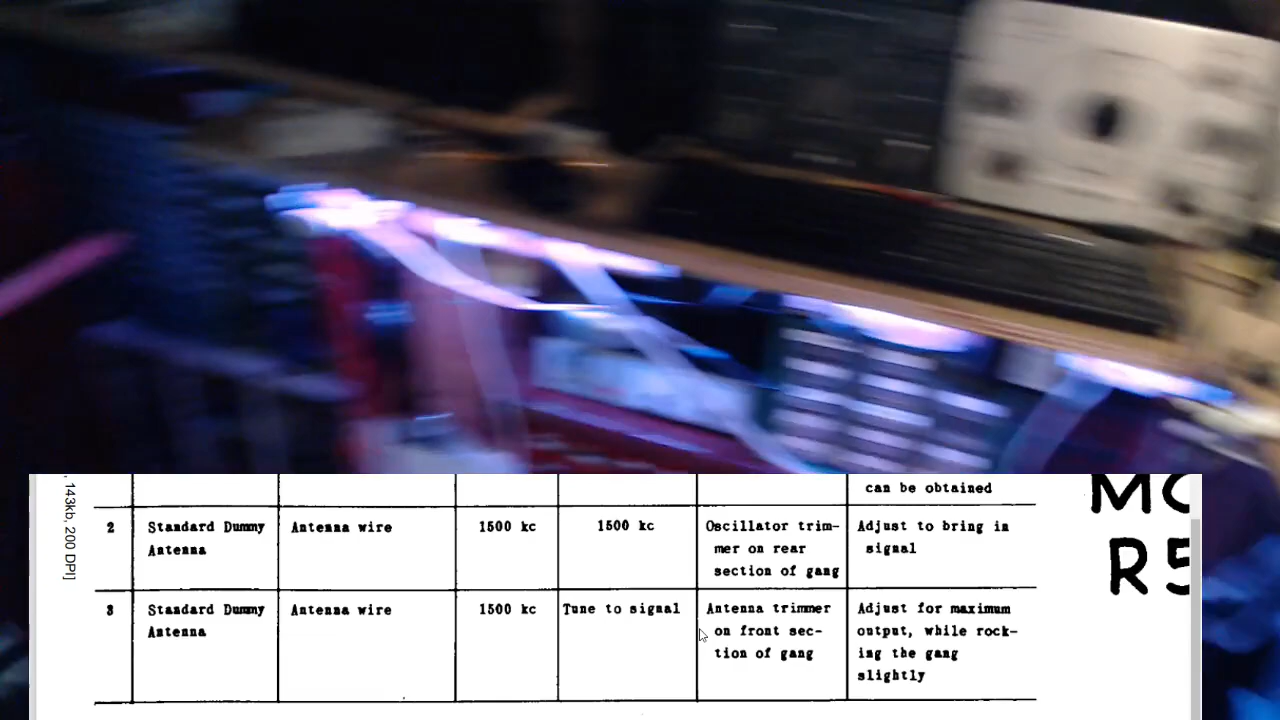 can be obtained
2 Standard Dummy Antenna wire 1500 kc 1500 kc Oscillator trim- Adjust to bring in
Antenna mer on rear signal
section of gang
3 Standard Dummy Antenna wire 1500 kc Tune to signal Antenna trimmer Adjust for maximum
Antenna on front sec- output, while rock-
tion of gang ing the gang
slightly
, 143kb, 200 DPI]
R5